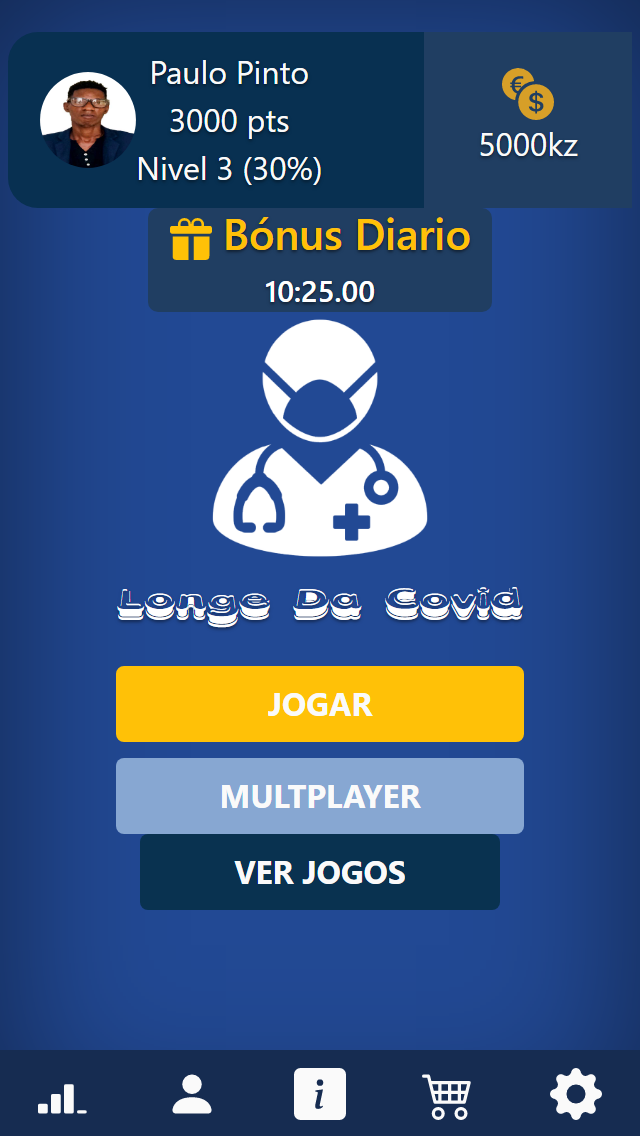 Paulo Pinto
3000 pts
Nivel 3 (30%)
€
$
5000kz
Bónus Diario
10:25.00
Longe Da Covid
JOGAR
MULTPLAYER
VER JOGOS
i